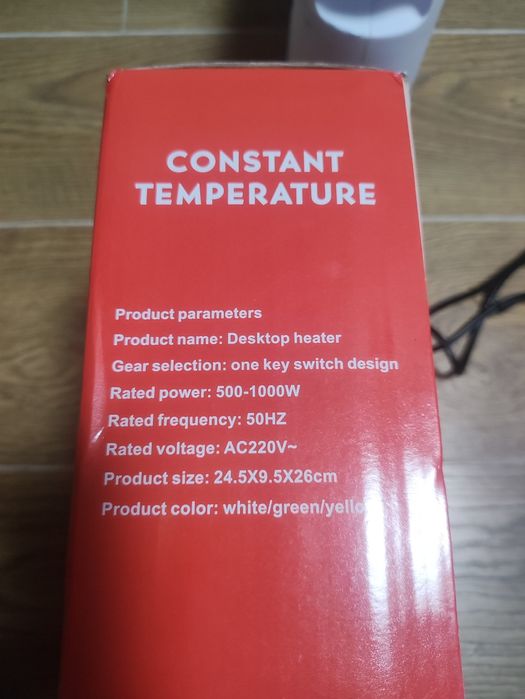 CONSTANT
TEMPERATURE
Product parameters
Product name: Desktop heater
Gear selection: one key switch design
Rated power: 500-1000W
Rated frequency: 50HZ
Rated voltage: AC220V~
Product size: 24.5X9.5X26cm
Product color: white/green/yellow